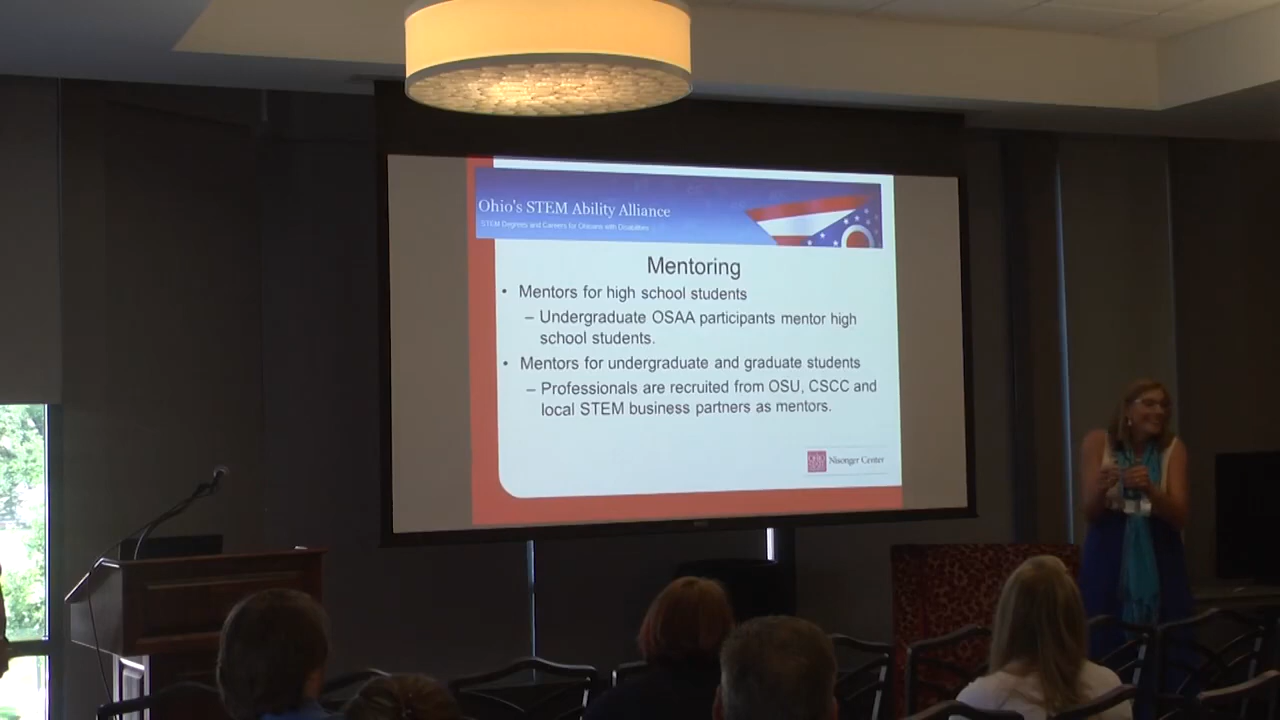 Ohio's STEM Ability Alliance
STEM Degrees and Careers for Ohioans with Disabilities
Mentoring
• Mentors for high school students
– Undergraduate OSAA participants mentor high
school students.
• Mentors for undergraduate and graduate students
– Professionals are recruited from OSU, CSCC and
local STEM business partners as mentors.
OHIO
STATE
Nisonger Center